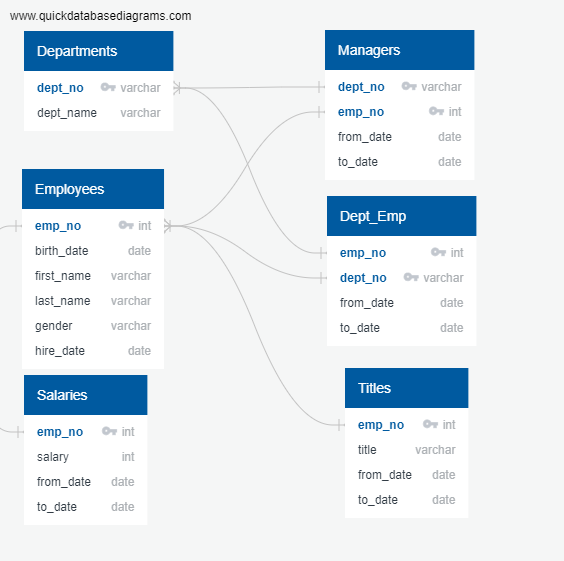 www.quickdatabasediagrams.com
Departments
dept_no varchar
dept_name varchar
Managers
dept_no varchar
emp_no int
from_date date
to_date date
Employees
emp_no int
birth_date date
first_name varchar
last_name varchar
gender varchar
hire_date date
Dept_Emp
emp_no int
dept_no varchar
from_date date
to_date date
Salaries
emp_no int
salary int
from_date date
to_date date
Titles
emp_no int
title varchar
from_date date
to_date date